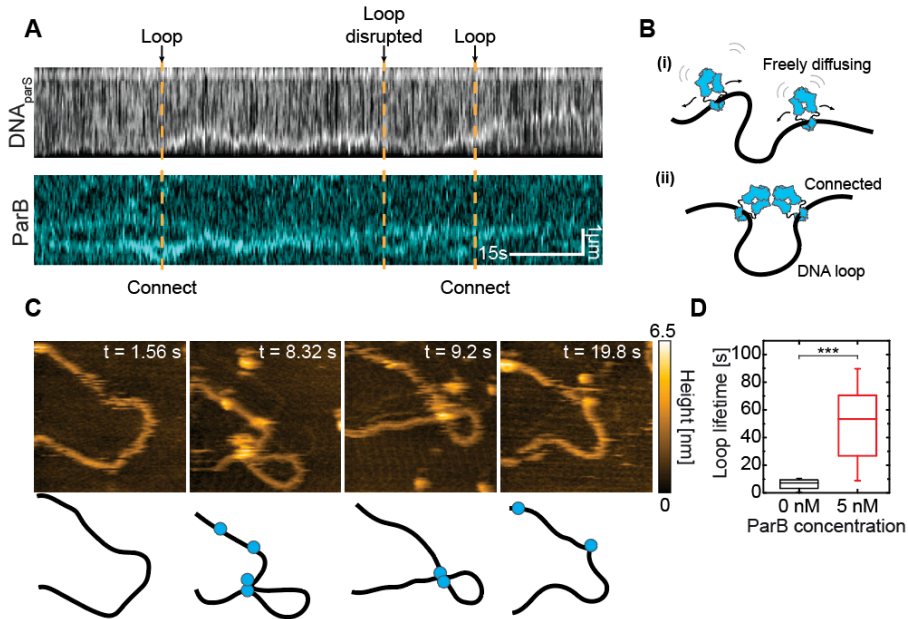 A
Loop
Loop
disrupted
Loop
DNAparS
ParB
15s
1μm
Connect
Connect
B
(i)
Freely diffusing
(ii)
Connected
DNA loop
C
t = 1.56 s
t = 8.32 s
t = 9.2 s
t = 19.8 s
6.5
Height [nm]
0
D
***
Loop lifetime [s]
100
80
60
40
20
0
0 nM
5 nM
ParB concentration